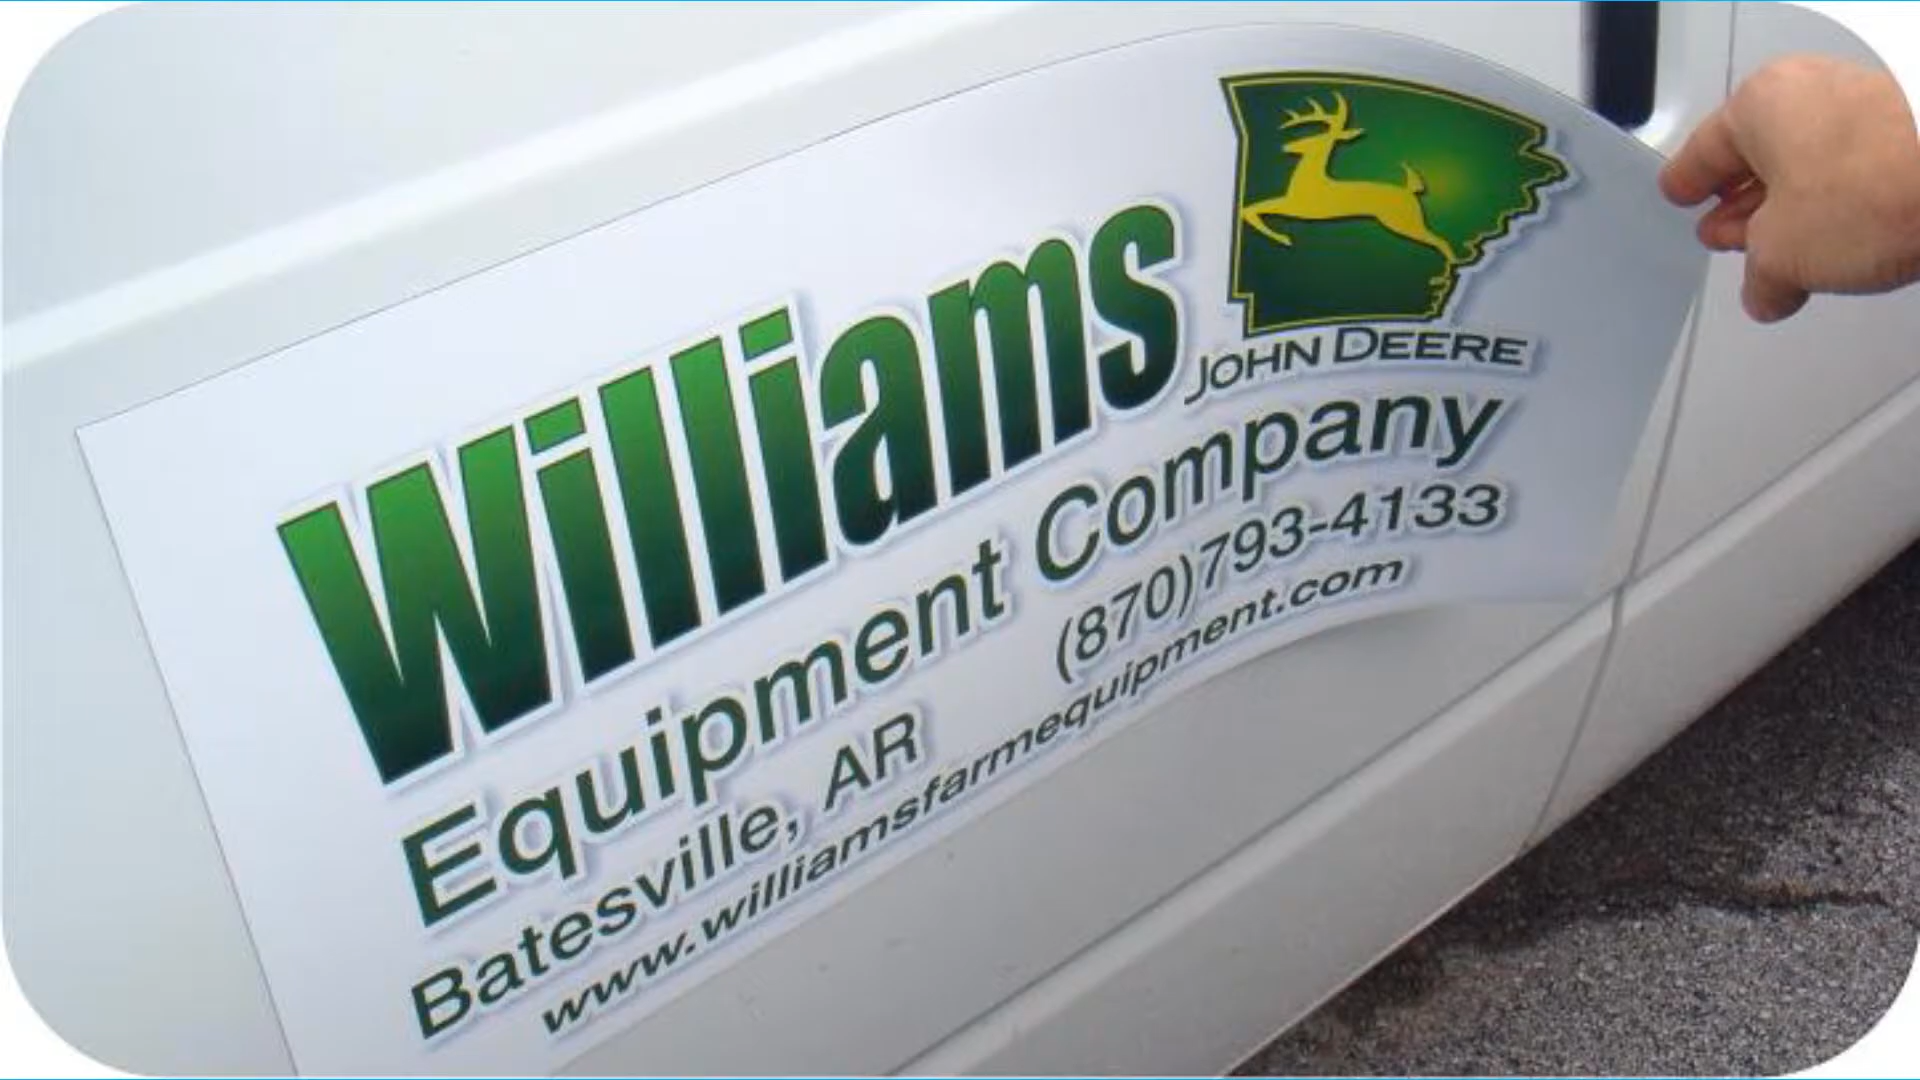 Williams
JOHN DEERE
Equipment Company
Batesville, AR (870)793-4133
www.williamsfarmequipment.com